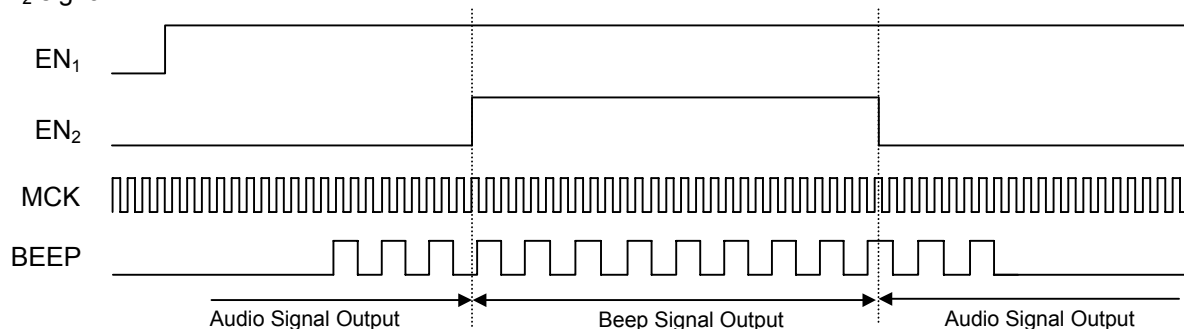 EN₁
EN₂
MCK
BEEP
Audio Signal Output Beep Signal Output Audio Signal Output